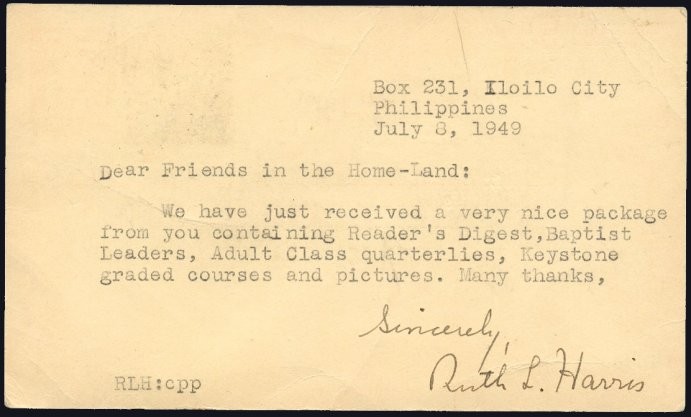 Box 231, Iloilo City
Philippines
July 8, 1949
Dear Friends in the Home-Land:
We have just received a very nice package
from you containing Reader's Digest,Baptist
Leaders, Adult Class quarterlies, Keystone
graded courses and pictures. Many thanks,
Sincerely,
Ruth L. Harris
RLH:cpp